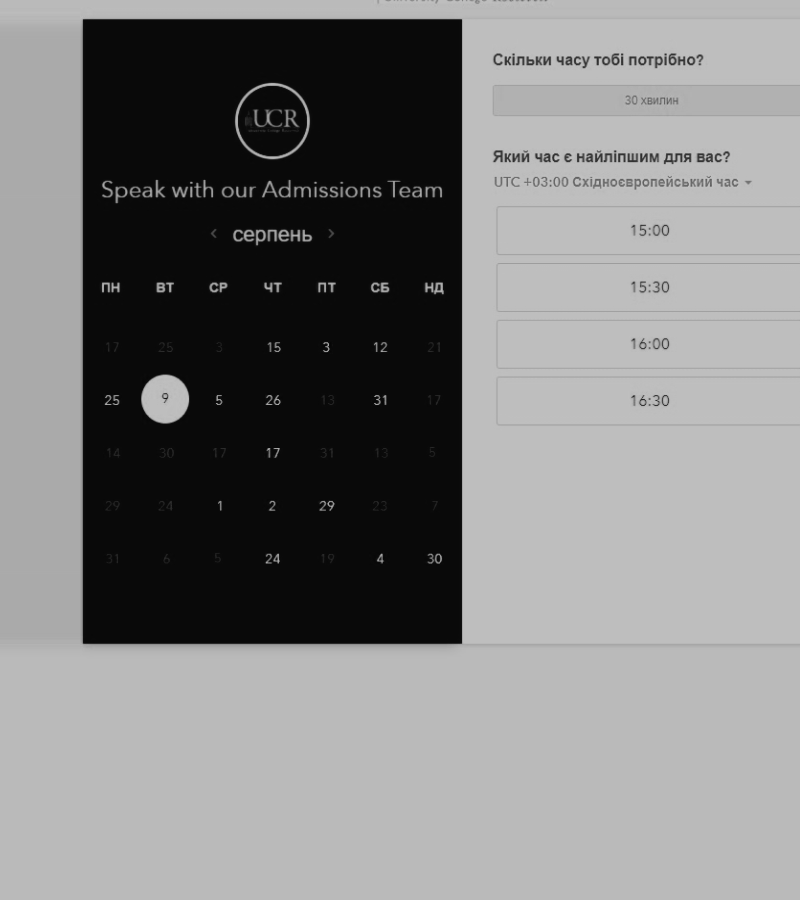 UCR
Speak with our Admissions Team
серпень
ПН ВТ СР ЧТ ПТ СБ НД
17 25 3 15 3 12 21
25 9 5 26 13 31 17
14 30 17 17 31 13 5
29 24 1 2 29 23 7
31 6 5 24 19 4 30
Скільки часу тобі потрібно?
30 хвилин
Який час є найліпшим для вас?
UTC +03:00 Східноєвропейський час
15:00
15:30
16:00
16:30